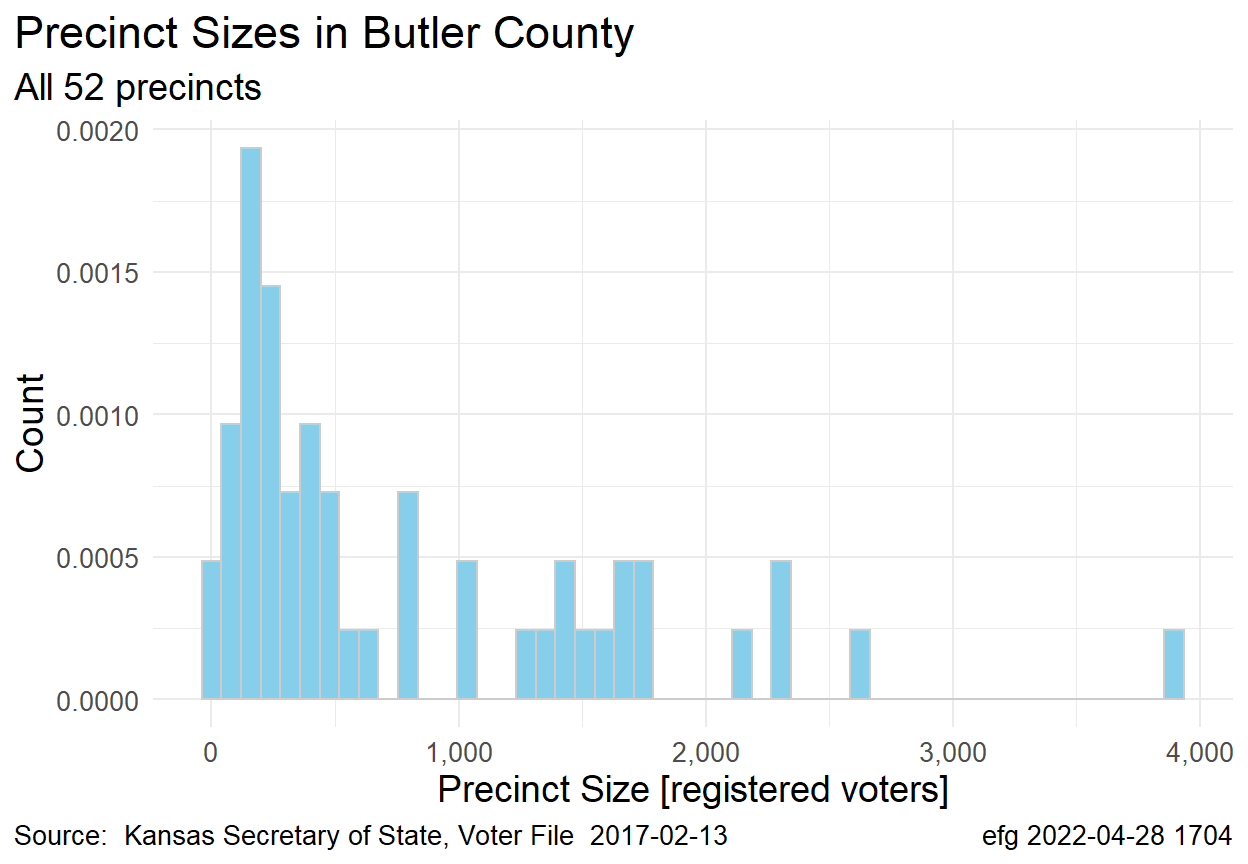 Precinct Sizes in Butler County
All 52 precincts
0.0020
0.0015
0.0010
0.0005
0.0000
Count
0 1,000 2,000 3,000 4,000
Precinct Size [registered voters]
Source:  Kansas Secretary of State, Voter File  2017-02-13 efg 2022-04-28 1704